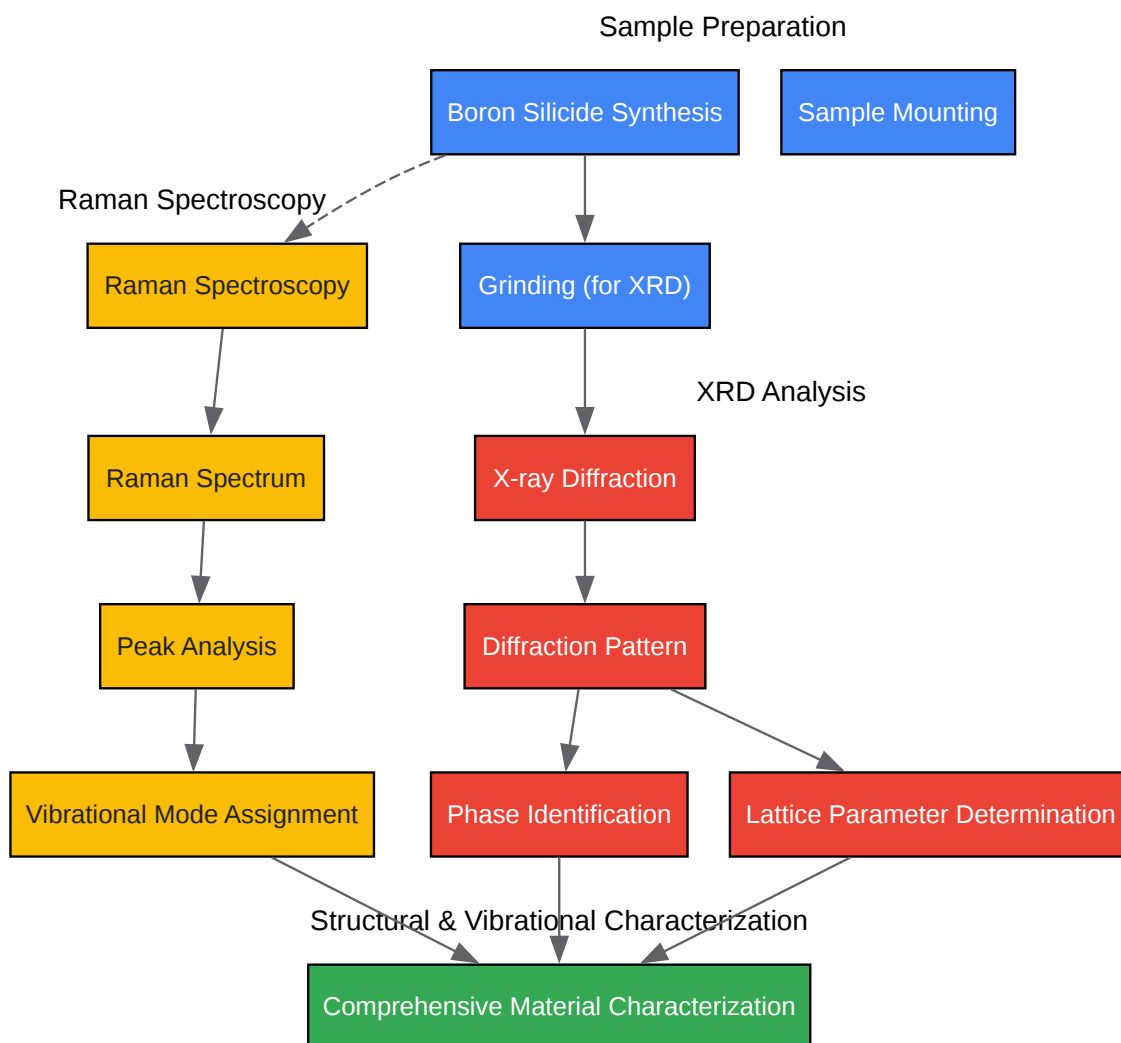 Sample Preparation
Boron Silicide Synthesis
Sample Mounting
Raman Spectroscopy
Raman Spectroscopy
Grinding (for XRD)
XRD Analysis
Raman Spectrum
X-ray Diffraction
Peak Analysis
Diffraction Pattern
Vibrational Mode Assignment
Phase Identification
Lattice Parameter Determination
Structural & Vibrational Characterization
Comprehensive Material Characterization